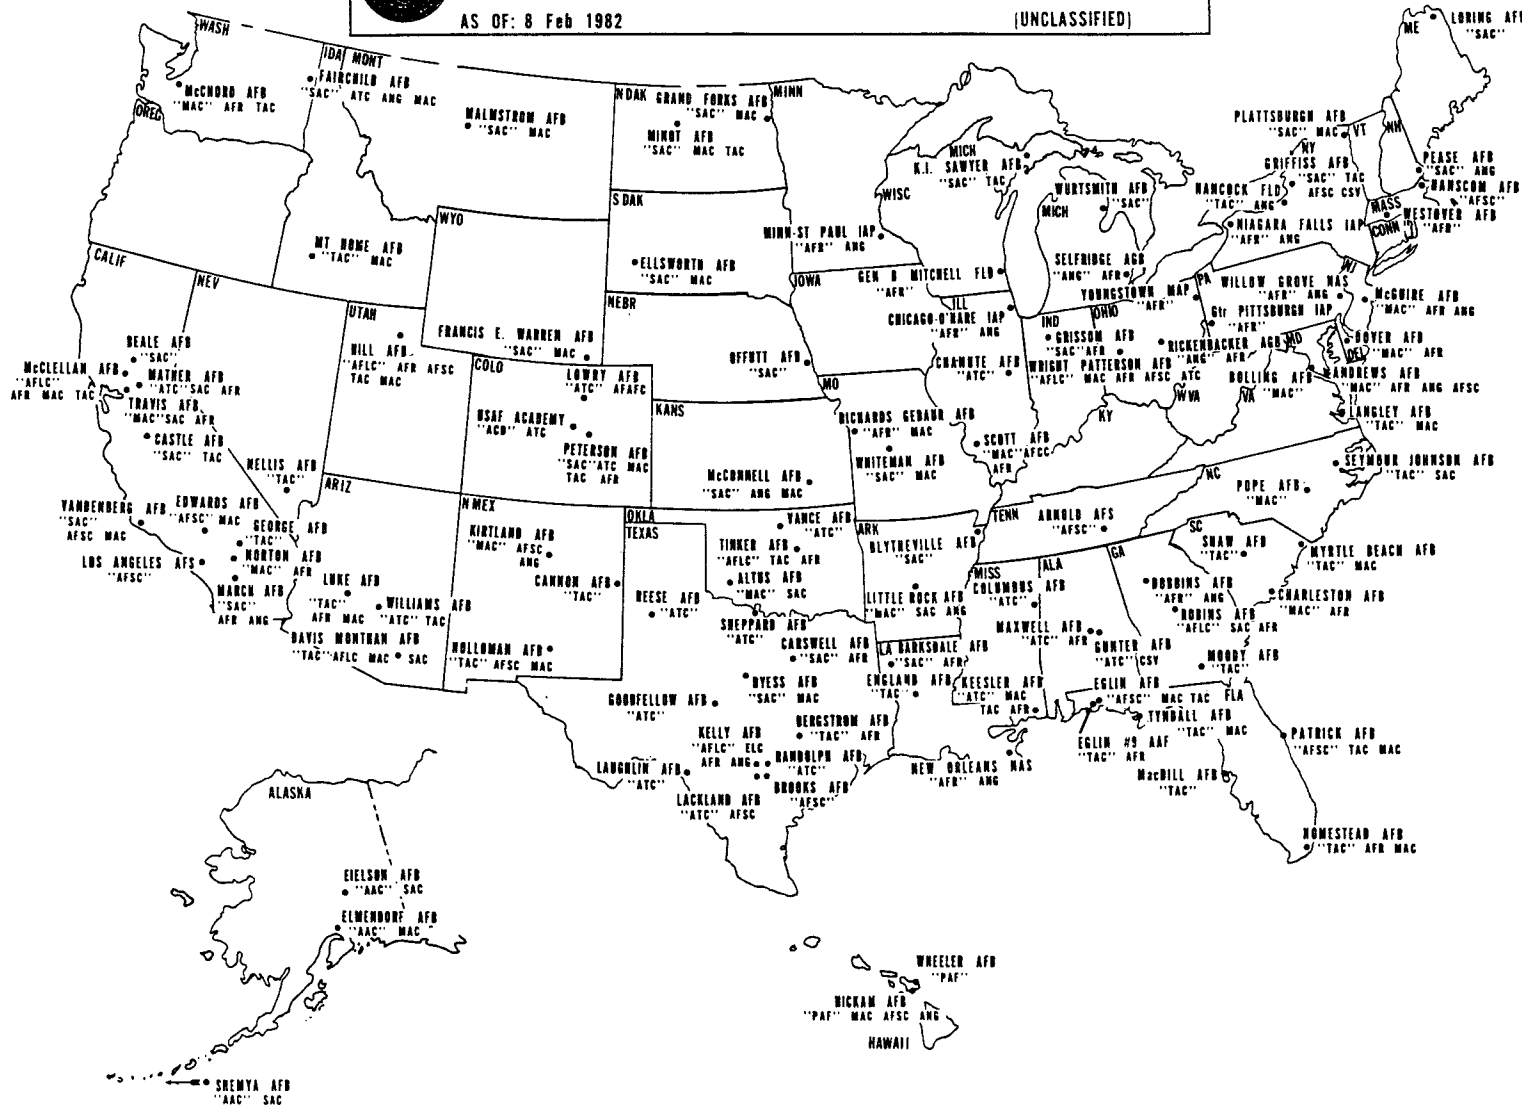 AS OF: 8 Feb 1982
(UNCLASSIFIED)
WASH
McCHORD AFB
"MAC" AFR TAC
IDA
MONT
FAIRCHILD AFB
"SAC" ATC ANG MAC
OREG
MALMSTROM AFB
"SAC" MAC
N DAK
GRAND FORKS AFB
"SAC" MAC
MINOT AFB
"SAC" MAC TAC
MINN
S DAK
WYO
MT HOME AFB
"TAC" MAC
ELLSWORTH AFB
"SAC" MAC
MINN-ST PAUL IAP
"AFR" ANG
WISC
MICH
K.I. SAWYER AFB
"SAC" TAC
WURTSMITH AFB
"SAC"
MICH
SELFRIDGE AGB
"ANG" AFR
ME
LORING AFB
"SAC"
PLATTSBURGH AFB
"SAC" MAC
VT
NH
NY
GRIFFISS AFB
"SAC" TAC
AFSC CSV
HANCOCK FLD
"TAC" ANG
NIAGARA FALLS IAP
"AFR" ANG
PEASE AFB
"SAC" ANG
HANSCOM AFB
"AFSC"
MASS
WESTOVER AFB
"AFR"
CONN
CALIF
NEV
UTAH
HILL AFB
"AFLC" AFR AFSC
TAC MAC
FRANCIS E. WARREN AFB
"SAC" MAC
NEBR
OFFUTT AFB
"SAC"
IOWA
GEN B MITCHELL FLD
"AFR"
ILL
CHICAGO-O'HARE IAP
"AFR" ANG
CHANUTE AFB
"ATC"
IND
GRISSOM AFB
"SAC" AFR
OHIO
YOUNGSTOWN MAP
"AFR"
WRIGHT PATTERSON AFB
"AFLC" MAC AFR AFSC ATC
RICKENBACKER AGB
"ANG" AFR
PA
WILLOW GROVE NAS
"AFR" ANG
Gtr PITTSBURGH IAP
"AFR"
NJ
McGUIRE AFB
"MAC" AFR ANG
MD
DEL
DOVER AFB
"MAC" AFR
ANDREWS AFB
"MAC" AFR ANG AFSC
BOLLING AFB
"MAC"
W VA
VA
LANGLEY AFB
"TAC" MAC
KY
BEALE AFB
"SAC"
McCLELLAN AFB
"AFLC"
AFR MAC TAC
MATHER AFB
"ATC" SAC AFR
TRAVIS AFB
"MAC" SAC AFR
CASTLE AFB
"SAC" TAC
NELLIS AFB
"TAC"
COLO
LOWRY AFB
"ATC" AFAFC
USAF ACADEMY
"ACD" ATC
PETERSON AFB
"SAC" ATC MAC
TAC AFR
KANS
McCONNELL AFB
"SAC" ANG MAC
MO
RICHARDS GEBAUR AFB
"AFR" MAC
WHITEMAN AFB
"SAC" MAC
SCOTT AFB
"MAC" AFCC
AFR
SEYMOUR JOHNSON AFB
"TAC" SAC
NC
POPE AFB
"MAC"
VANDENBERG AFB
"SAC"
AFSC MAC
EDWARDS AFB
"AFSC" MAC
GEORGE AFB
"TAC"
NORTON AFB
"MAC" AFR
LOS ANGELES AFS
"AFSC"
MARCH AFB
"SAC"
AFR ANG
ARIZ
LUKE AFB
"TAC"
AFR MAC
WILLIAMS AFB
"ATC" TAC
DAVIS MONTHAN AFB
"TAC" AFLC MAC SAC
N MEX
KIRTLAND AFB
"MAC" AFSC
ANG
CANNON AFB
"TAC"
HOLLOMAN AFB
"TAC" AFSC MAC
OKLA
VANCE AFB
"ATC"
TINKER AFB
"AFLC" TAC AFR
ALTUS AFB
"MAC" SAC
TEXAS
REESE AFB
"ATC"
SHEPPARD AFB
"ATC"
CARSWELL AFB
"SAC" AFR
DYESS AFB
"SAC" MAC
GOODFELLOW AFB
"ATC"
BERGSTROM AFB
"TAC" AFR
KELLY AFB
"AFLC" ELC
AFR ANG
RANDOLPH AFB
"ATC"
LAUGHLIN AFB
"ATC"
BROOKS AFB
"AFSC"
LACKLAND AFB
"ATC" AFSC
ARK
BLYTHEVILLE AFB
"SAC"
LITTLE ROCK AFB
"MAC" SAC ANG
LA
BARKSDALE AFB
"SAC" AFR
ENGLAND AFB
"TAC"
NEW ORLEANS NAS
"AFR" ANG
TENN
ARNOLD AFS
"AFSC"
MISS
COLUMBUS AFB
"ATC"
KEESLER AFB
"ATC" MAC
TAC AFR
ALA
MAXWELL AFB
"ATC" AFR
GUNTER AFB
"ATC" CSV
GA
SC
SHAW AFB
"TAC"
MYRTLE BEACH AFB
"TAC" MAC
CHARLESTON AFB
"MAC" AFR
DOBBINS AFB
"AFR" ANG
ROBINS AFB
"AFLC" SAC AFR
MOODY AFB
"TAC"
FLA
EGLIN AFB
"AFSC" MAC TAC
TYNDALL AFB
"TAC" MAC
EGLIN #9 AAF
"TAC" AFR
PATRICK AFB
"AFSC" TAC MAC
MacDILL AFB
"TAC"
HOMESTEAD AFB
"TAC" AFR MAC
ALASKA
EIELSON AFB
"AAC" SAC
ELMENDORF AFB
"AAC" MAC
SHEMYA AFB
"AAC" SAC
WHEELER AFB
"PAF"
HICKAM AFB
"PAF" MAC AFSC ANG
HAWAII